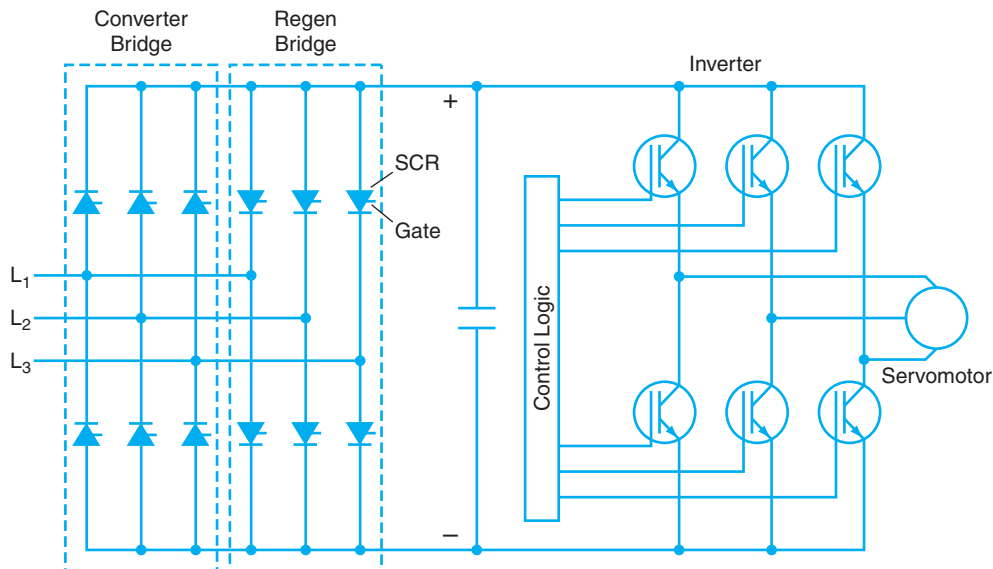 Converter
Bridge
Regen
Bridge
Inverter
+
SCR
Gate
L1
L2
L3
Control Logic
Servomotor
−